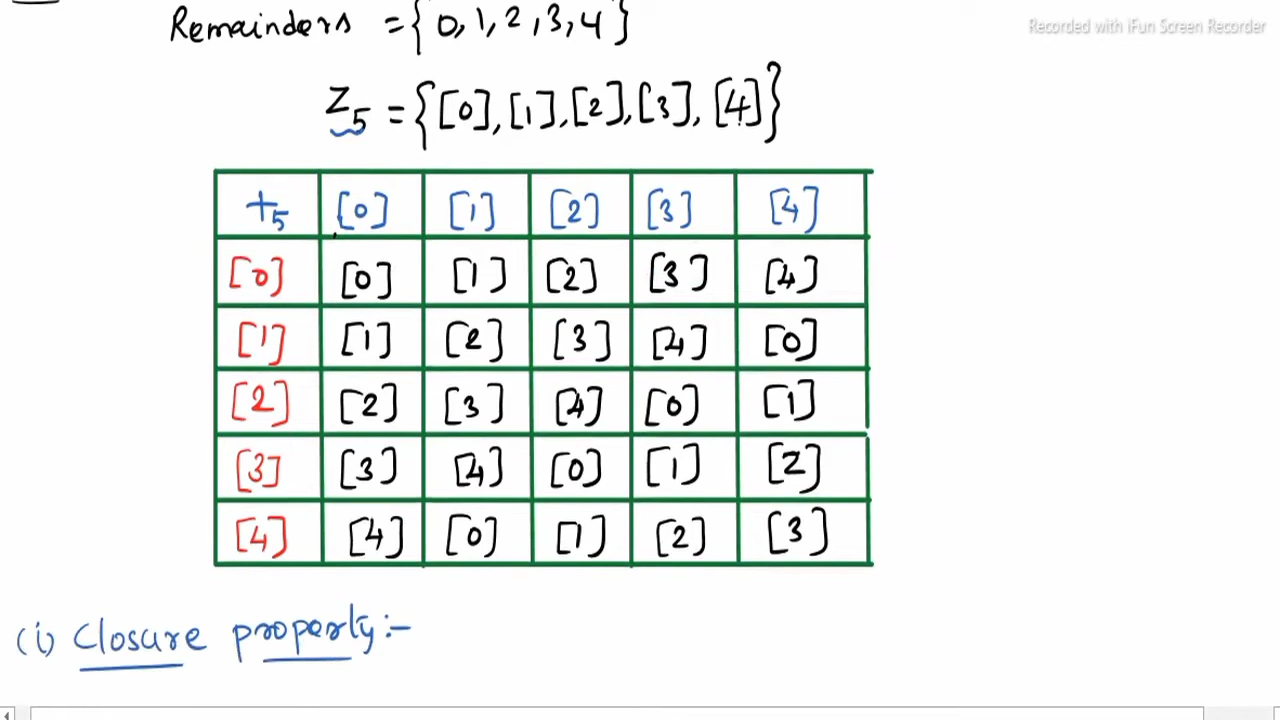 Remainders = {0, 1, 2, 3, 4}
Recorded with iFun Screen Recorder
Z5 = {[0], [1], [2], [3], [4]}
+5 [0] [1] [2] [3] [4]
[0] [0] [1] [2] [3] [4]
[1] [1] [2] [3] [4] [0]
[2] [2] [3] [4] [0] [1]
[3] [3] [4] [0] [1] [2]
[4] [4] [0] [1] [2] [3]
(i) Closure property:-